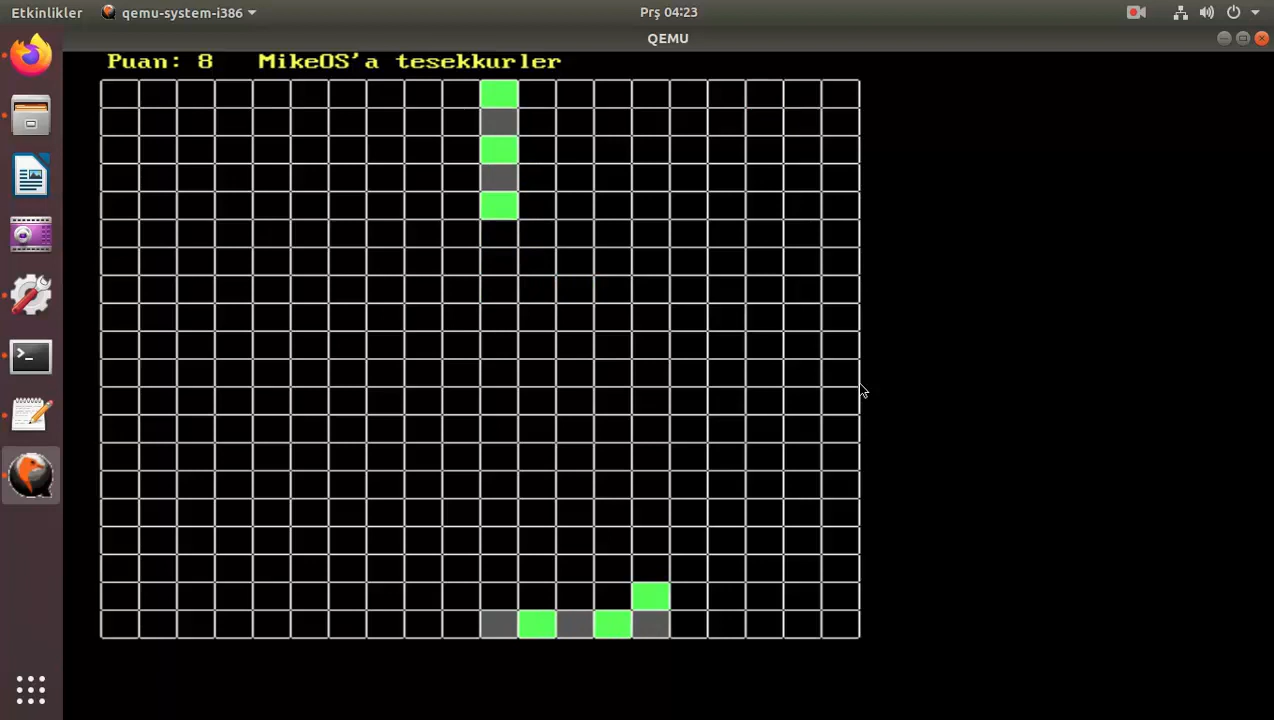 Etkinlikler qemu-system-i386 Prş 04:23
QEMU
Puan: 8 MikeOS'a tesekkurler